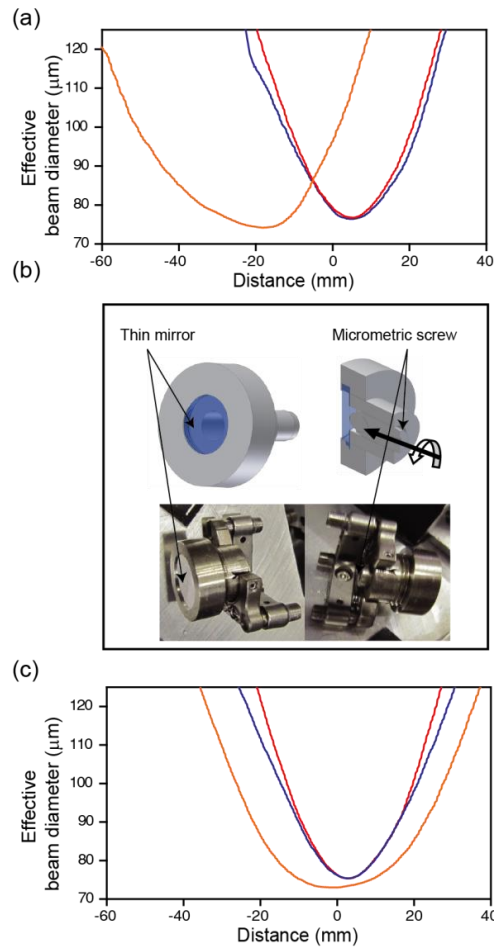 (a)
120
110
100
90
80
70
Effective
beam diameter (μm)
-60 -40 -20 0 20 40
Distance (mm)
(b)
Thin mirror Micrometric screw
(c)
120
110
100
90
80
70
Effective
beam diameter (μm)
-60 -40 -20 0 20 40
Distance (mm)